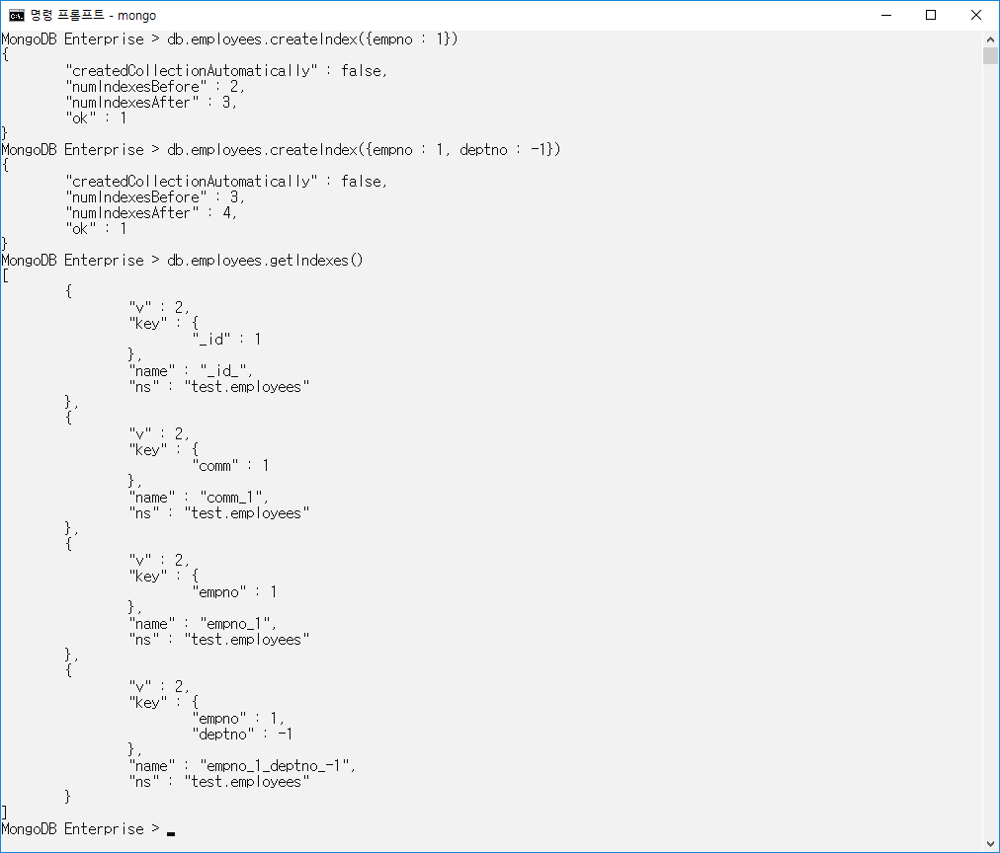 명령 프롬프트 - mongo
MongoDB Enterprise > db.employees.createIndex({empno : 1})
{
        "createdCollectionAutomatically" : false,
        "numIndexesBefore" : 2,
        "numIndexesAfter" : 3,
        "ok" : 1
}
MongoDB Enterprise > db.employees.createIndex({empno : 1, deptno : -1})
{
        "createdCollectionAutomatically" : false,
        "numIndexesBefore" : 3,
        "numIndexesAfter" : 4,
        "ok" : 1
}
MongoDB Enterprise > db.employees.getIndexes()
[
        {
                "v" : 2,
                "key" : {
                        "_id" : 1
                },
                "name" : "_id_",
                "ns" : "test.employees"
        },
        {
                "v" : 2,
                "key" : {
                        "comm" : 1
                },
                "name" : "comm_1",
                "ns" : "test.employees"
        },
        {
                "v" : 2,
                "key" : {
                        "empno" : 1
                },
                "name" : "empno_1",
                "ns" : "test.employees"
        },
        {
                "v" : 2,
                "key" : {
                        "empno" : 1,
                        "deptno" : -1
                },
                "name" : "empno_1_deptno_-1",
                "ns" : "test.employees"
        }
]
MongoDB Enterprise >